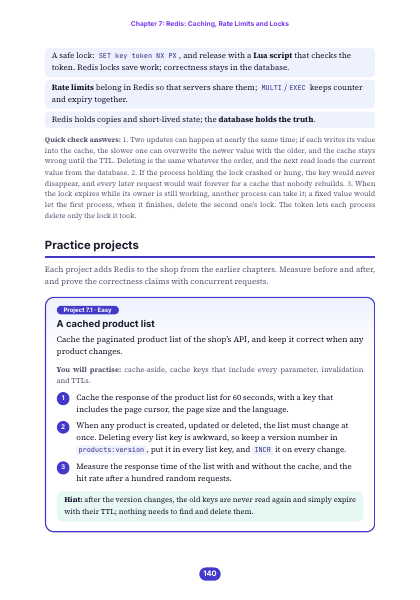 Chapter 7: Redis: Caching, Rate Limits and Locks
A safe lock: SET key token NX PX, and release with a Lua script that checks the
token. Redis locks save work; correctness stays in the database.
Rate limits belong in Redis so that servers share them; MULTI/EXEC keeps counter
and expiry together.
Redis holds copies and short-lived state; the database holds the truth.
Quick check answers: 1. Two updates can happen at nearly the same time; if each writes its value
into the cache, the slower one can overwrite the newer value with the older, and the cache stays
wrong until the TTL. Deleting is the same whatever the order, and the next read loads the current
value from the database. 2. If the process holding the lock crashed or hung, the key would never
disappear, and every later request would wait forever for a cache that nobody rebuilds. 3. When
the lock expires while its owner is still working, another process can take it; a fixed value would
let the first process, when it finishes, delete the second one's lock. The token lets each process
delete only the lock it took.
Practice projects
Each project adds Redis to the shop from the earlier chapters. Measure before and after,
and prove the correctness claims with concurrent requests.
Project 7.1 · Easy
A cached product list
Cache the paginated product list of the shop's API, and keep it correct when any
product changes.
You will practise: cache-aside, cache keys that include every parameter, invalidation
and TTLs.
1 Cache the response of the product list for 60 seconds, with a key that
includes the page cursor, the page size and the language.
2 When any product is created, updated or deleted, the list must change at
once. Deleting every list key is awkward, so keep a version number in
products:version, put it in every list key, and INCR it on every change.
3 Measure the response time of the list with and without the cache, and the
hit rate after a hundred random requests.
Hint: after the version changes, the old keys are never read again and simply expire
with their TTL; nothing needs to find and delete them.
140